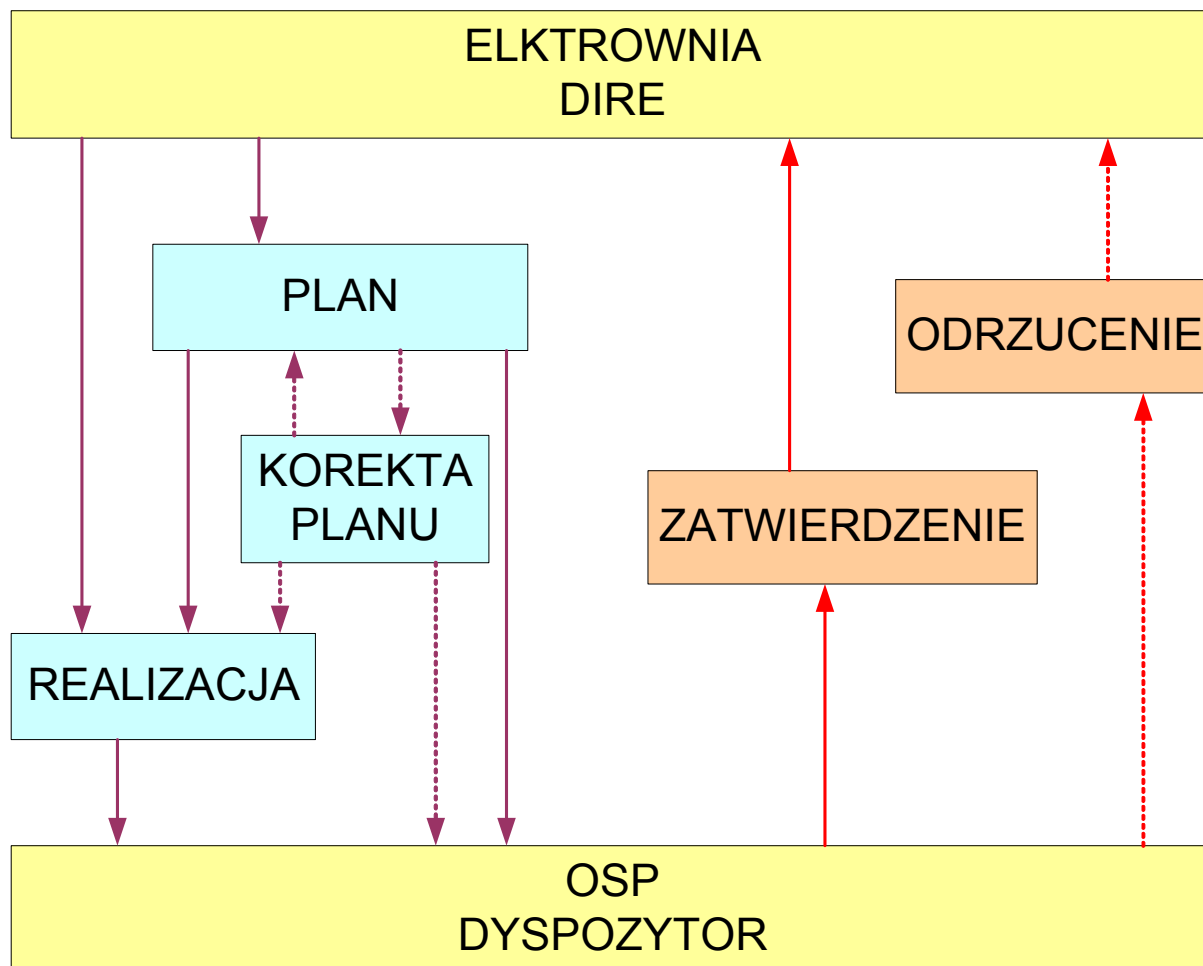 ELKTROWNIA
DIRE
PLAN
ODRZUCENIE
KOREKTA
PLANU
ZATWIERDZENIE
REALIZACJA
OSP
DYSPOZYTOR